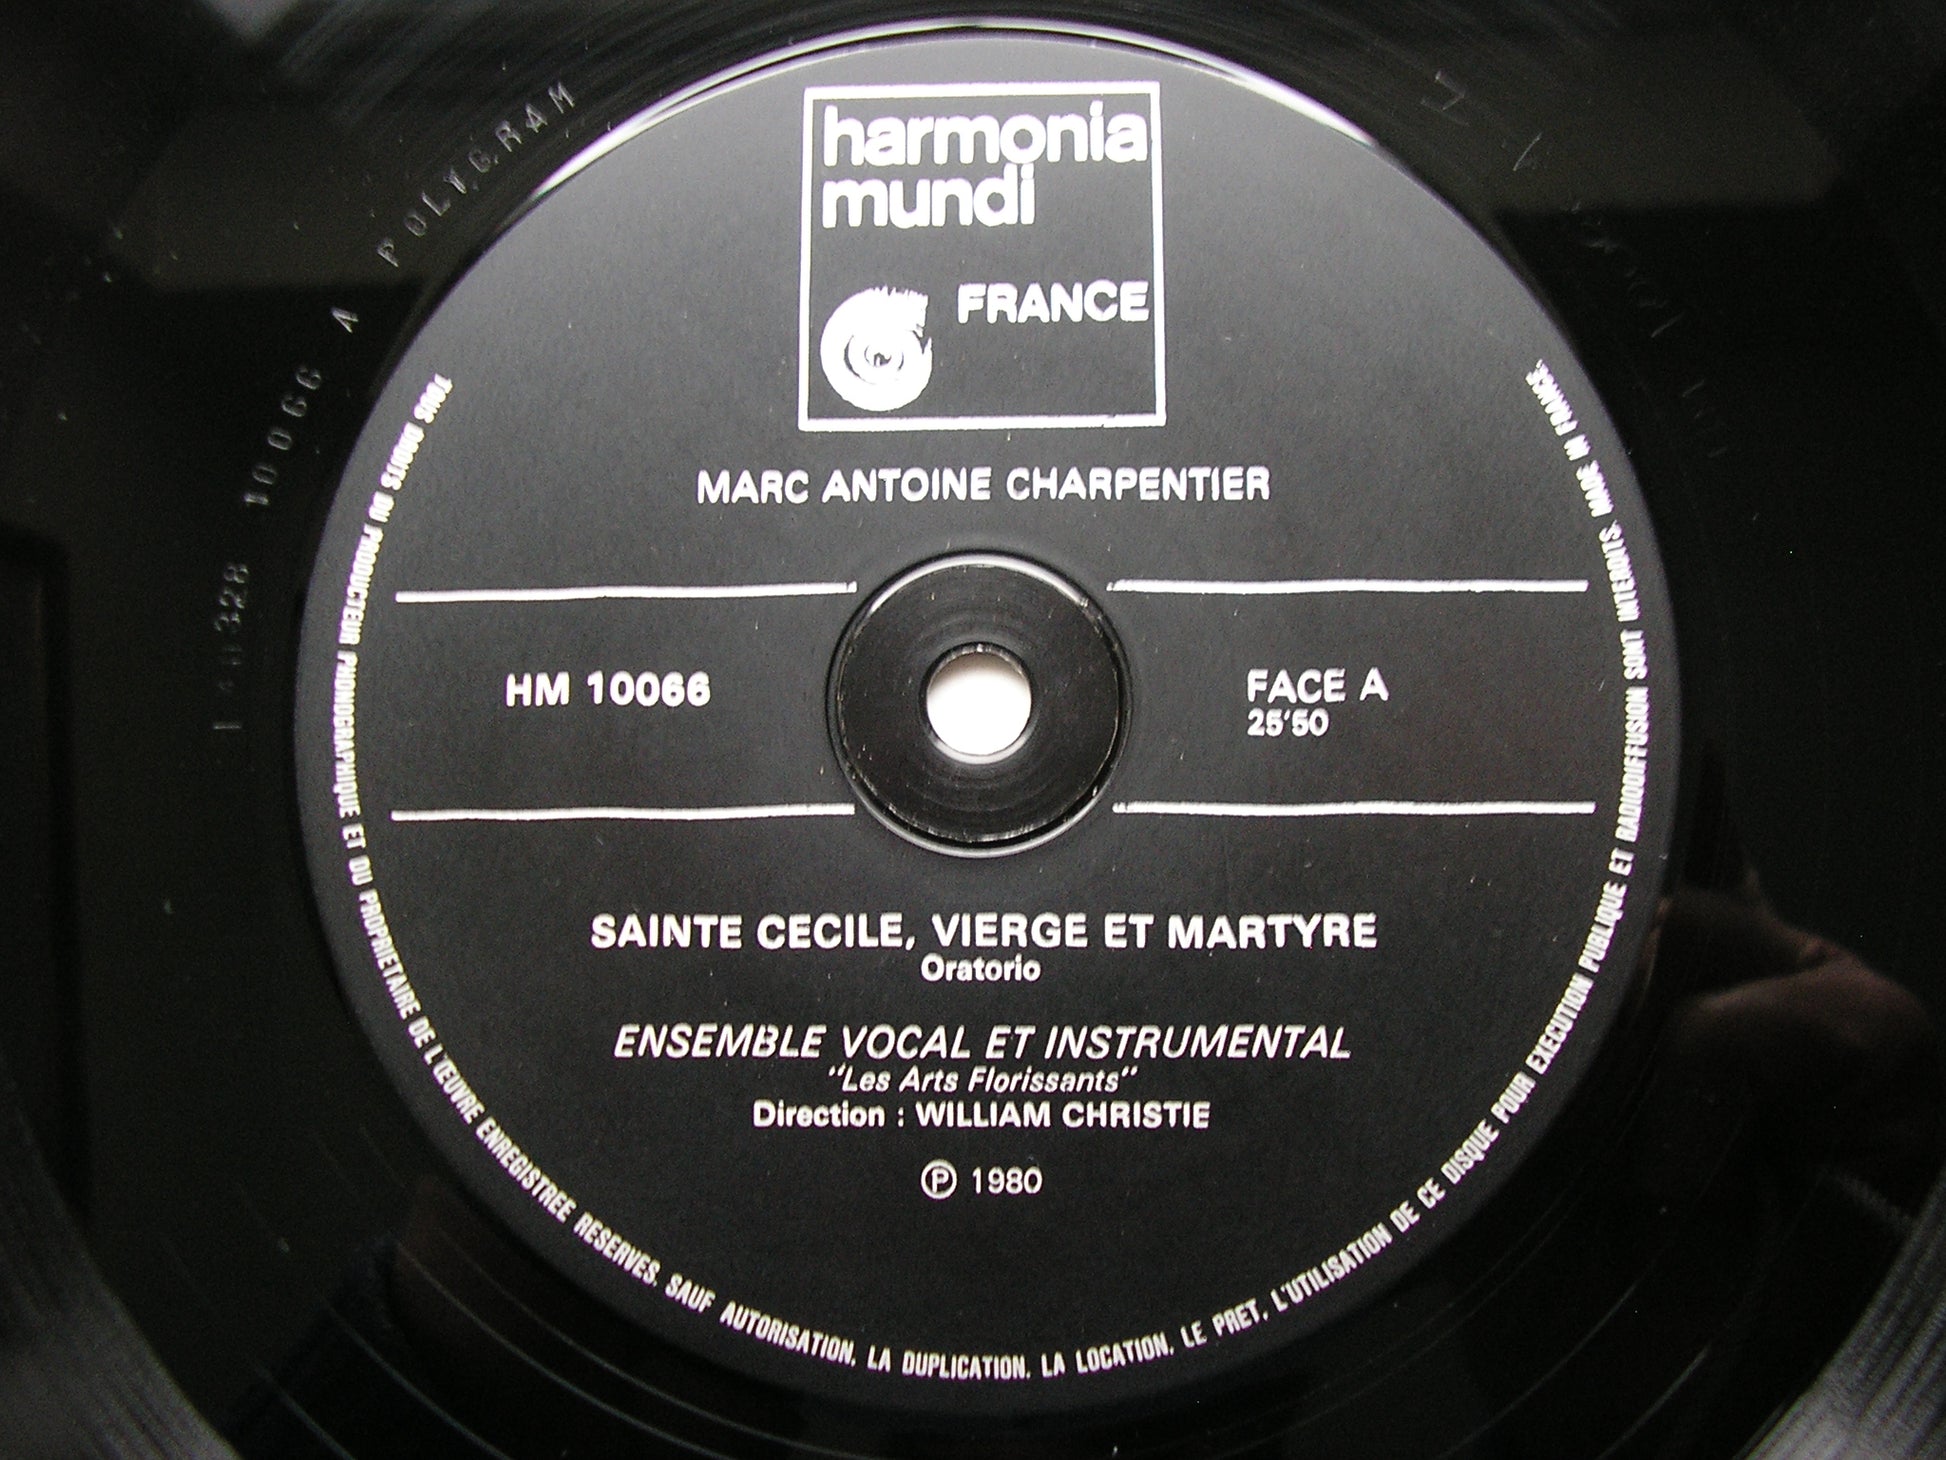 harmonia
mundi
FRANCE
MARC ANTOINE CHARPENTIER
HM 10066
FACE A
25'50
SAINTE CECILE, VIERGE ET MARTYRE
Oratorio
ENSEMBLE VOCAL ET INSTRUMENTAL
"Les Arts Florissants"
Direction : WILLIAM CHRISTIE
Ⓟ 1980
TOUS DROITS DU PRODUCTEUR PHONOGRAPHIQUE ET DU PROPRIETAIRE DE L'ŒUVRE ENREGISTREE RESERVES. SAUF AUTORISATION, LA DUPLICATION, LA LOCATION, LE PRET, L'UTILISATION DE CE DISQUE POUR EXECUTION PUBLIQUE ET RADIODIFFUSION SONT INTERDITS. MADE IN FRANCE.
10066 A POLYGRAM